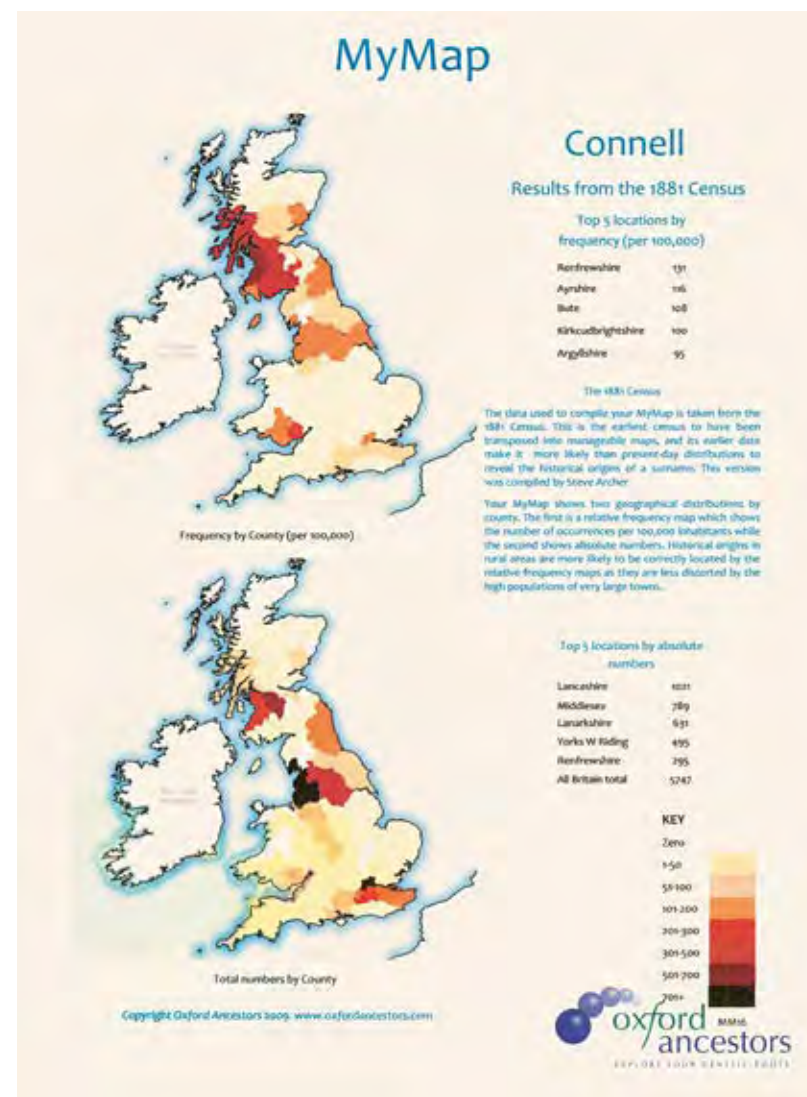 MyMap
Connell
Results from the 1881 Census
Top 5 locations by
frequency (per 100,000)
Renfrewshire 131
Ayrshire 116
Bute 108
Kirkcudbrightshire 100
Argyllshire 95
The 1881 Census
The data used to compile your MyMap is taken from the
1881 Census. This is the earliest census to have been
transposed into manageable maps, and its earlier date
make it more likely than present-day distributions to
reveal the historical origins of a surname. This version
was compiled by Steve Archer
Your MyMap shows two geographical distributions by
county. The first is a relative frequency map which shows
the number of occurrences per 100,000 inhabitants while
the second shows absolute numbers. Historical origins in
rural areas are more likely to be correctly located by the
relative frequency maps as they are less distorted by the
high populations of very large towns.
Frequency by County (per 100,000)
Top 5 locations by absolute
numbers
Lancashire 1021
Middlesex 789
Lanarkshire 631
Yorks W Riding 495
Renfrewshire 295
All Britain total 5747
KEY
Zero
1-50
51-100
101-200
201-300
301-500
501-700
701+
MM16
Total numbers by County
Copyright Oxford Ancestors 2009. www.oxfordancestors.com
oxford
ancestors
EXPLORE YOUR GENETIC ROOTS